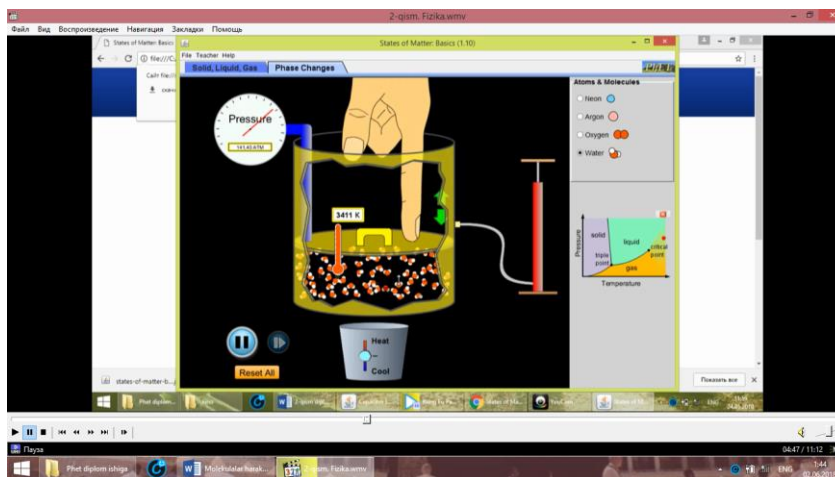 2-qism. Fizika.wmv
Файл Вид Воспроизведение Навигация Закладки Помощь
States of Matter: Basics
States of Matter: Basics (1.10)
File Teacher Help
Solid, Liquid, Gas
Phase Changes
Pressure
3411 K
Atoms & Molecules
Neon
Argon
Oxygen
Water
Pressure
solid
liquid
critical
point
triple
point
gas
Temperature
Heat
Cool
Reset All
Показать все
Пауза
04:47 / 11:12
Phet diplom ishiga
Molekulalar harak...
2-qism. Fizika.wmv
ENG
1:44